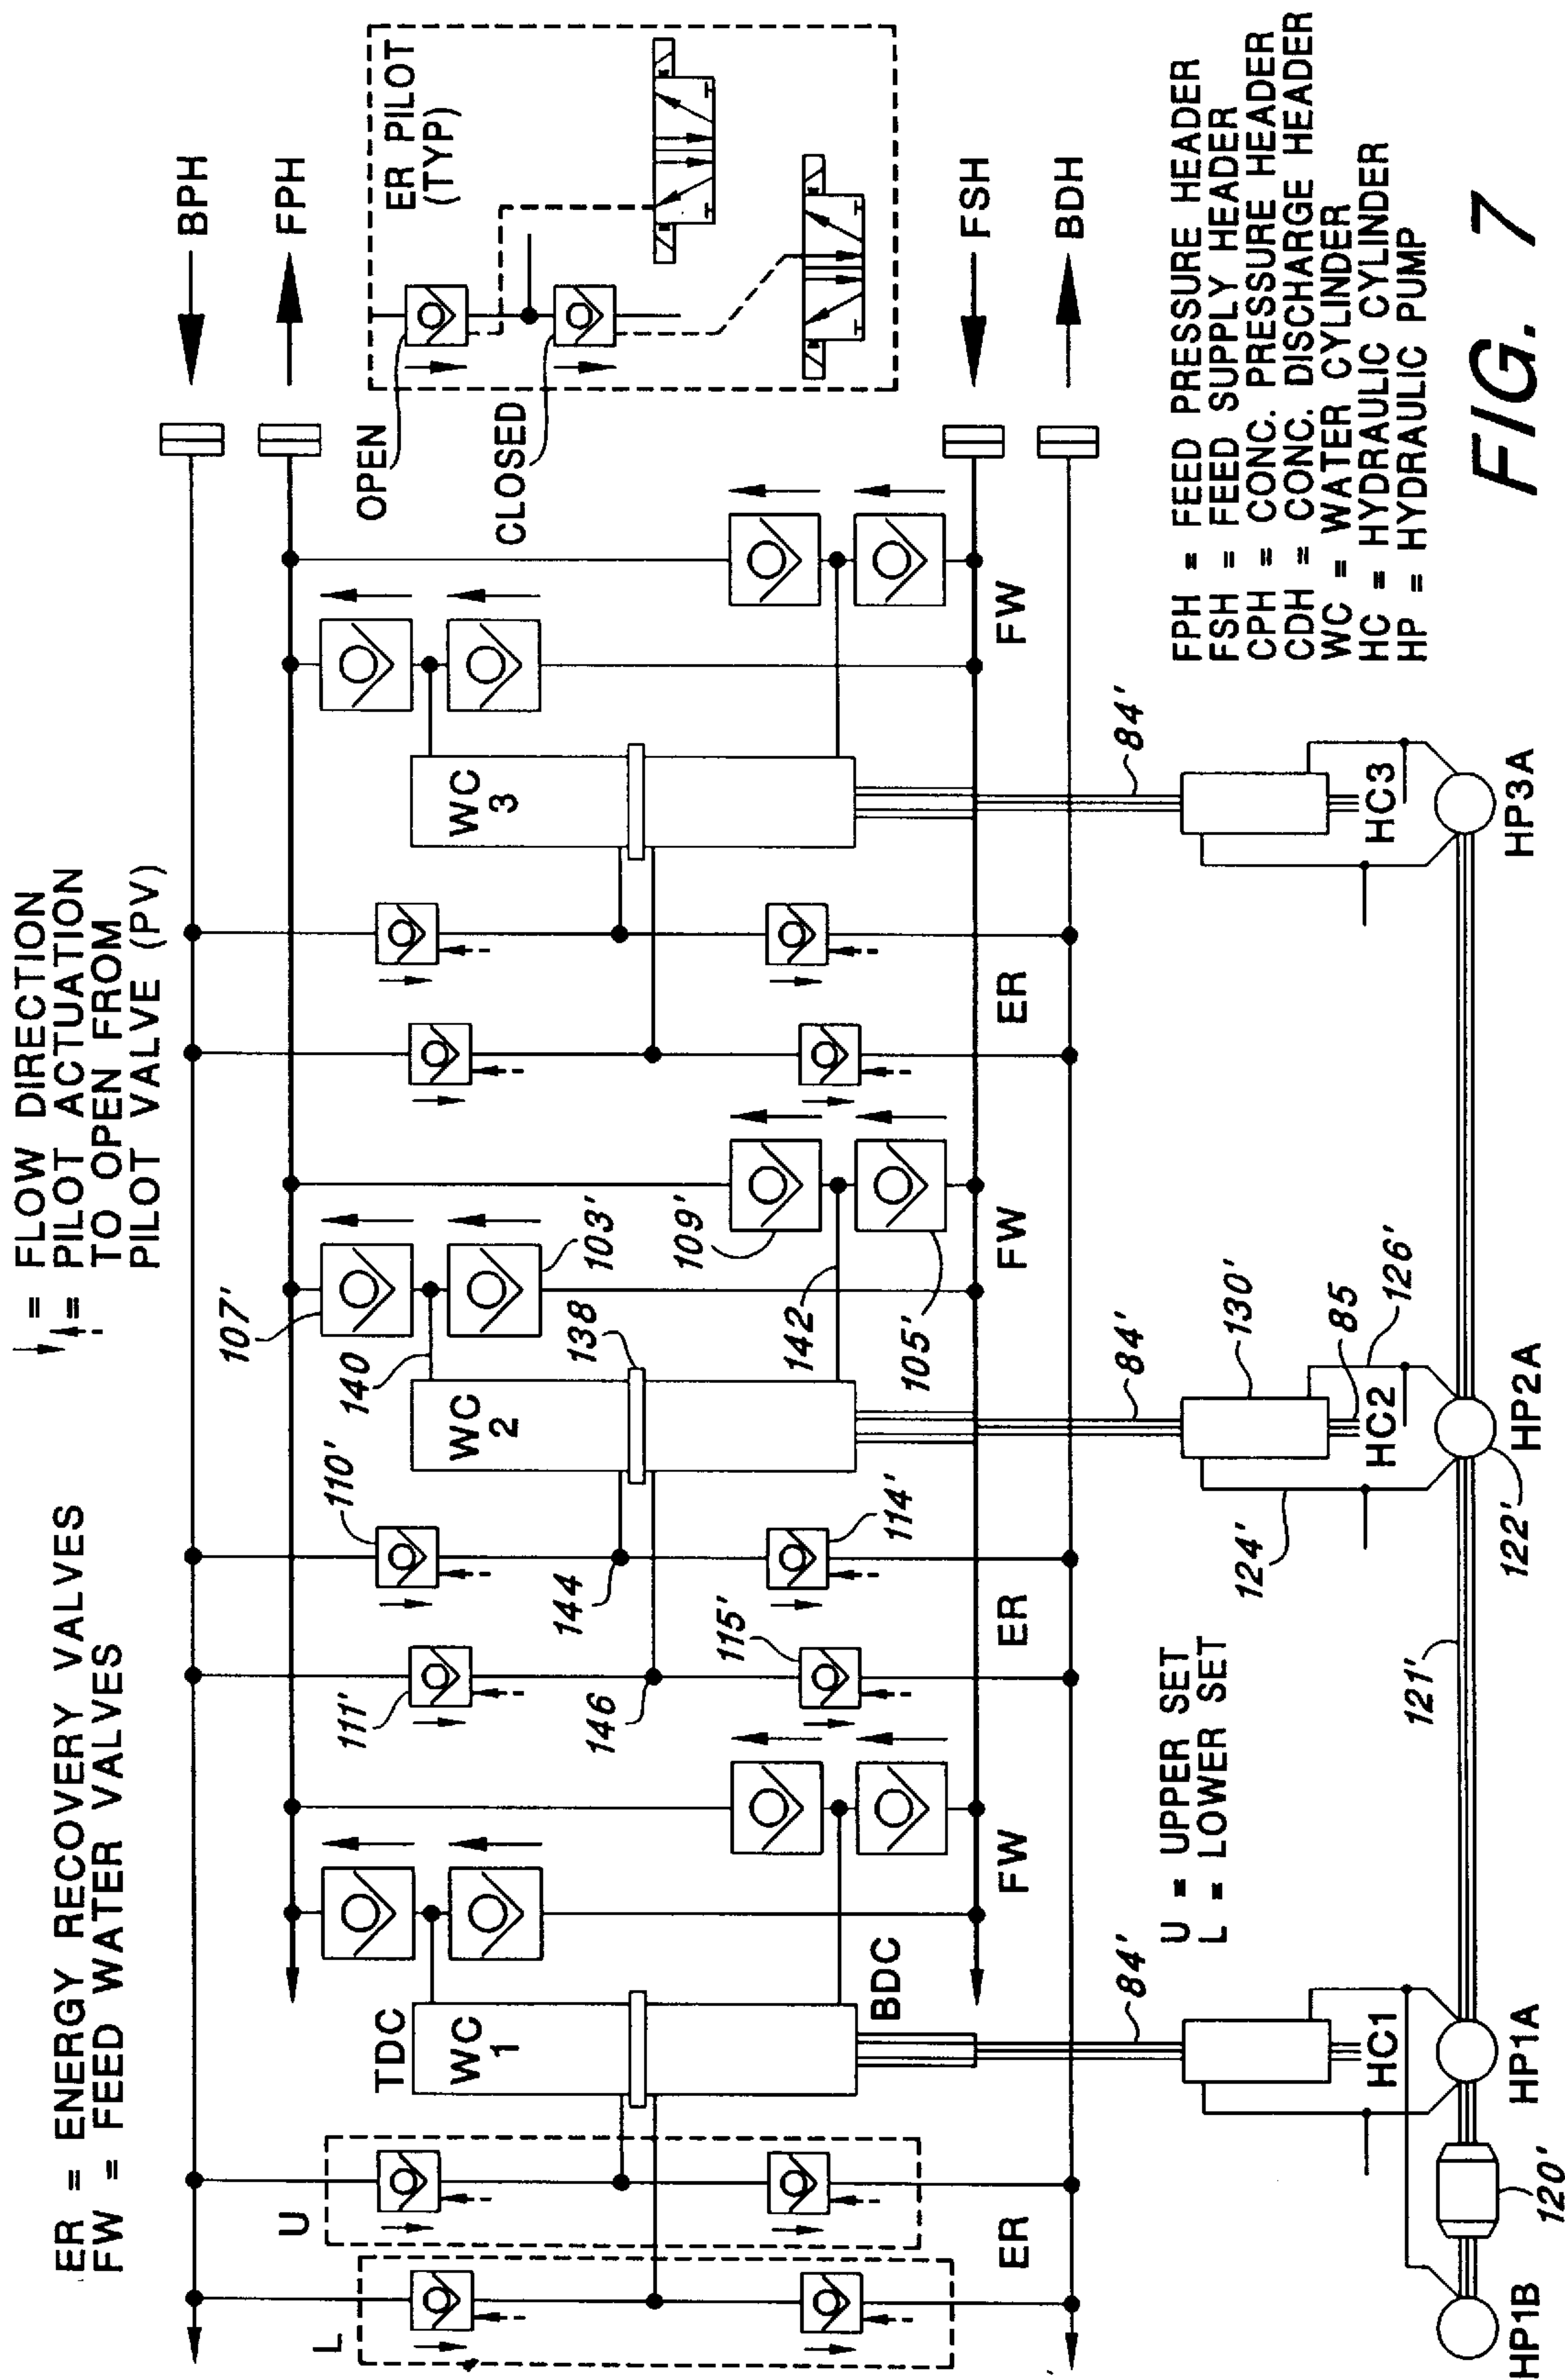 ER = ENERGY RECOVERY VALVES
FW = FEED WATER VALVES
= FLOW DIRECTION
= PILOT ACTUATION
TO OPEN FROM
PILOT VALVE (PV)
BPH
FPH
ER PILOT
(TYP)
OPEN
CLOSED
FSH
BDH
107'
140
103'
138
109'
142
105'
110'
111'
144
146
114'
115'
TDC
WC
1
BDC
WC
2
WC
3
U
L
ER
FW
ER
FW
ER
FW
U = UPPER SET
L = LOWER SET
84'
84'
84'
130'
85
126'
124'
HC1
HC2
HC3
HP1B
120'
HP1A
121'
122'
HP2A
HP3A
FPH = FEED PRESSURE HEADER
FSH = FEED SUPPLY HEADER
CPH = CONC. PRESSURE HEADER
CDH = CONC. DISCHARGE HEADER
WC = WATER CYLINDER
HC = HYDRAULIC CYLINDER
HP = HYDRAULIC PUMP
FIG. 7